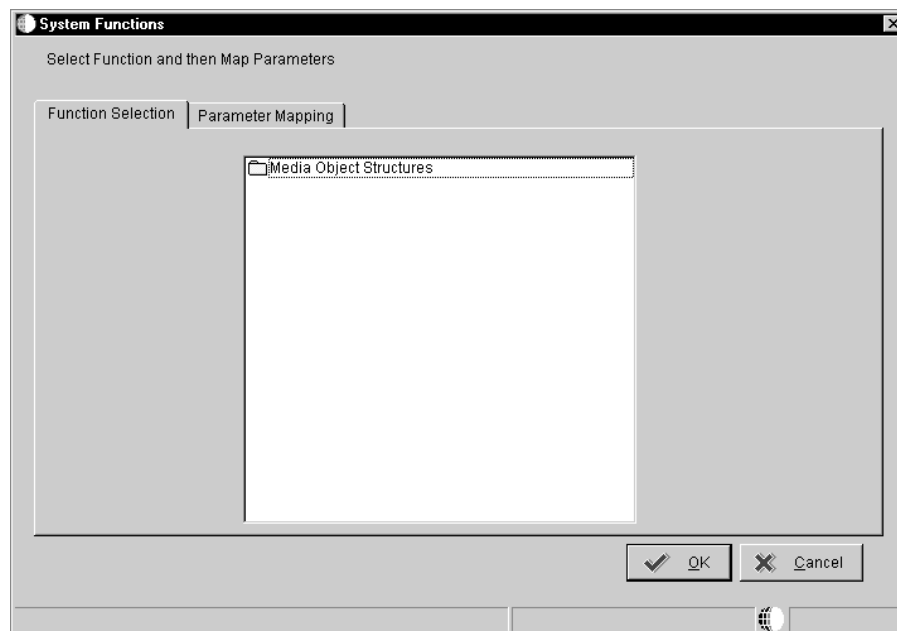 System Functions
Select Function and then Map Parameters
Function Selection
Parameter Mapping
Media Object Structures
OK
Cancel